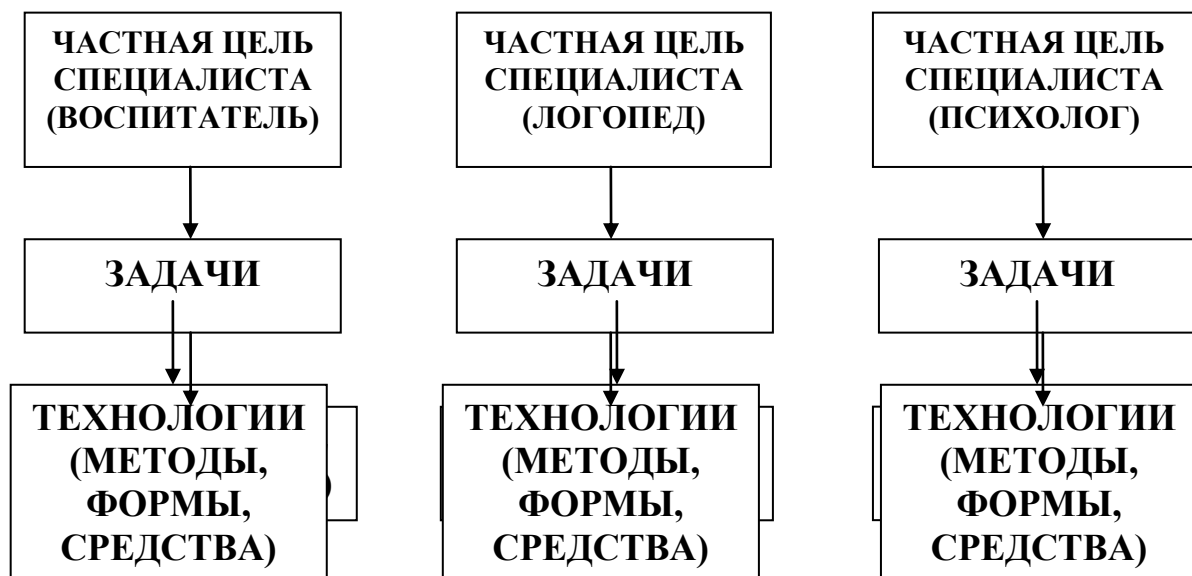 ЧАСТНАЯ ЦЕЛЬ
СПЕЦИАЛИСТА
(ВОСПИТАТЕЛЬ)
ЧАСТНАЯ ЦЕЛЬ
СПЕЦИАЛИСТА
(ЛОГОПЕД)
ЧАСТНАЯ ЦЕЛЬ
СПЕЦИАЛИСТА
(ПСИХОЛОГ)
ЗАДАЧИ
ЗАДАЧИ
ЗАДАЧИ
ТЕХНОЛОГИИ
(МЕТОДЫ,
ФОРМЫ,
СРЕДСТВА)
ТЕХНОЛОГИИ
(МЕТОДЫ,
ФОРМЫ,
СРЕДСТВА)
ТЕХНОЛОГИИ
(МЕТОДЫ,
ФОРМЫ,
СРЕДСТВА)